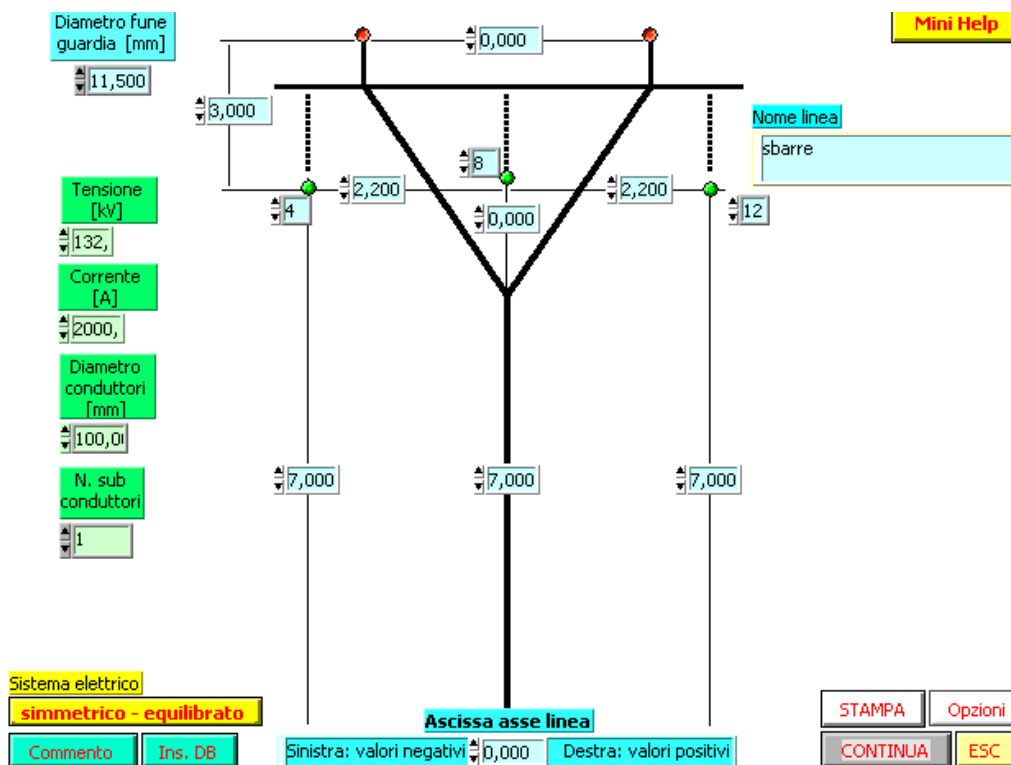 Diametro fune
guardia [mm]
11,500
0,000
Mini Help
3,000
Nome linea
sbarre
8
Tensione
[kV]
132,
4
2,200
0,000
2,200
12
Corrente
[A]
2000,
Diametro
conduttori
[mm]
100,0
N. sub
conduttori
1
7,000
7,000
7,000
Sistema elettrico
simmetrico - equilibrato
Commento
Ins. DB
Ascissa asse linea
Sinistra: valori negativi
0,000
Destra: valori positivi
STAMPA
Opzioni
CONTINUA
ESC